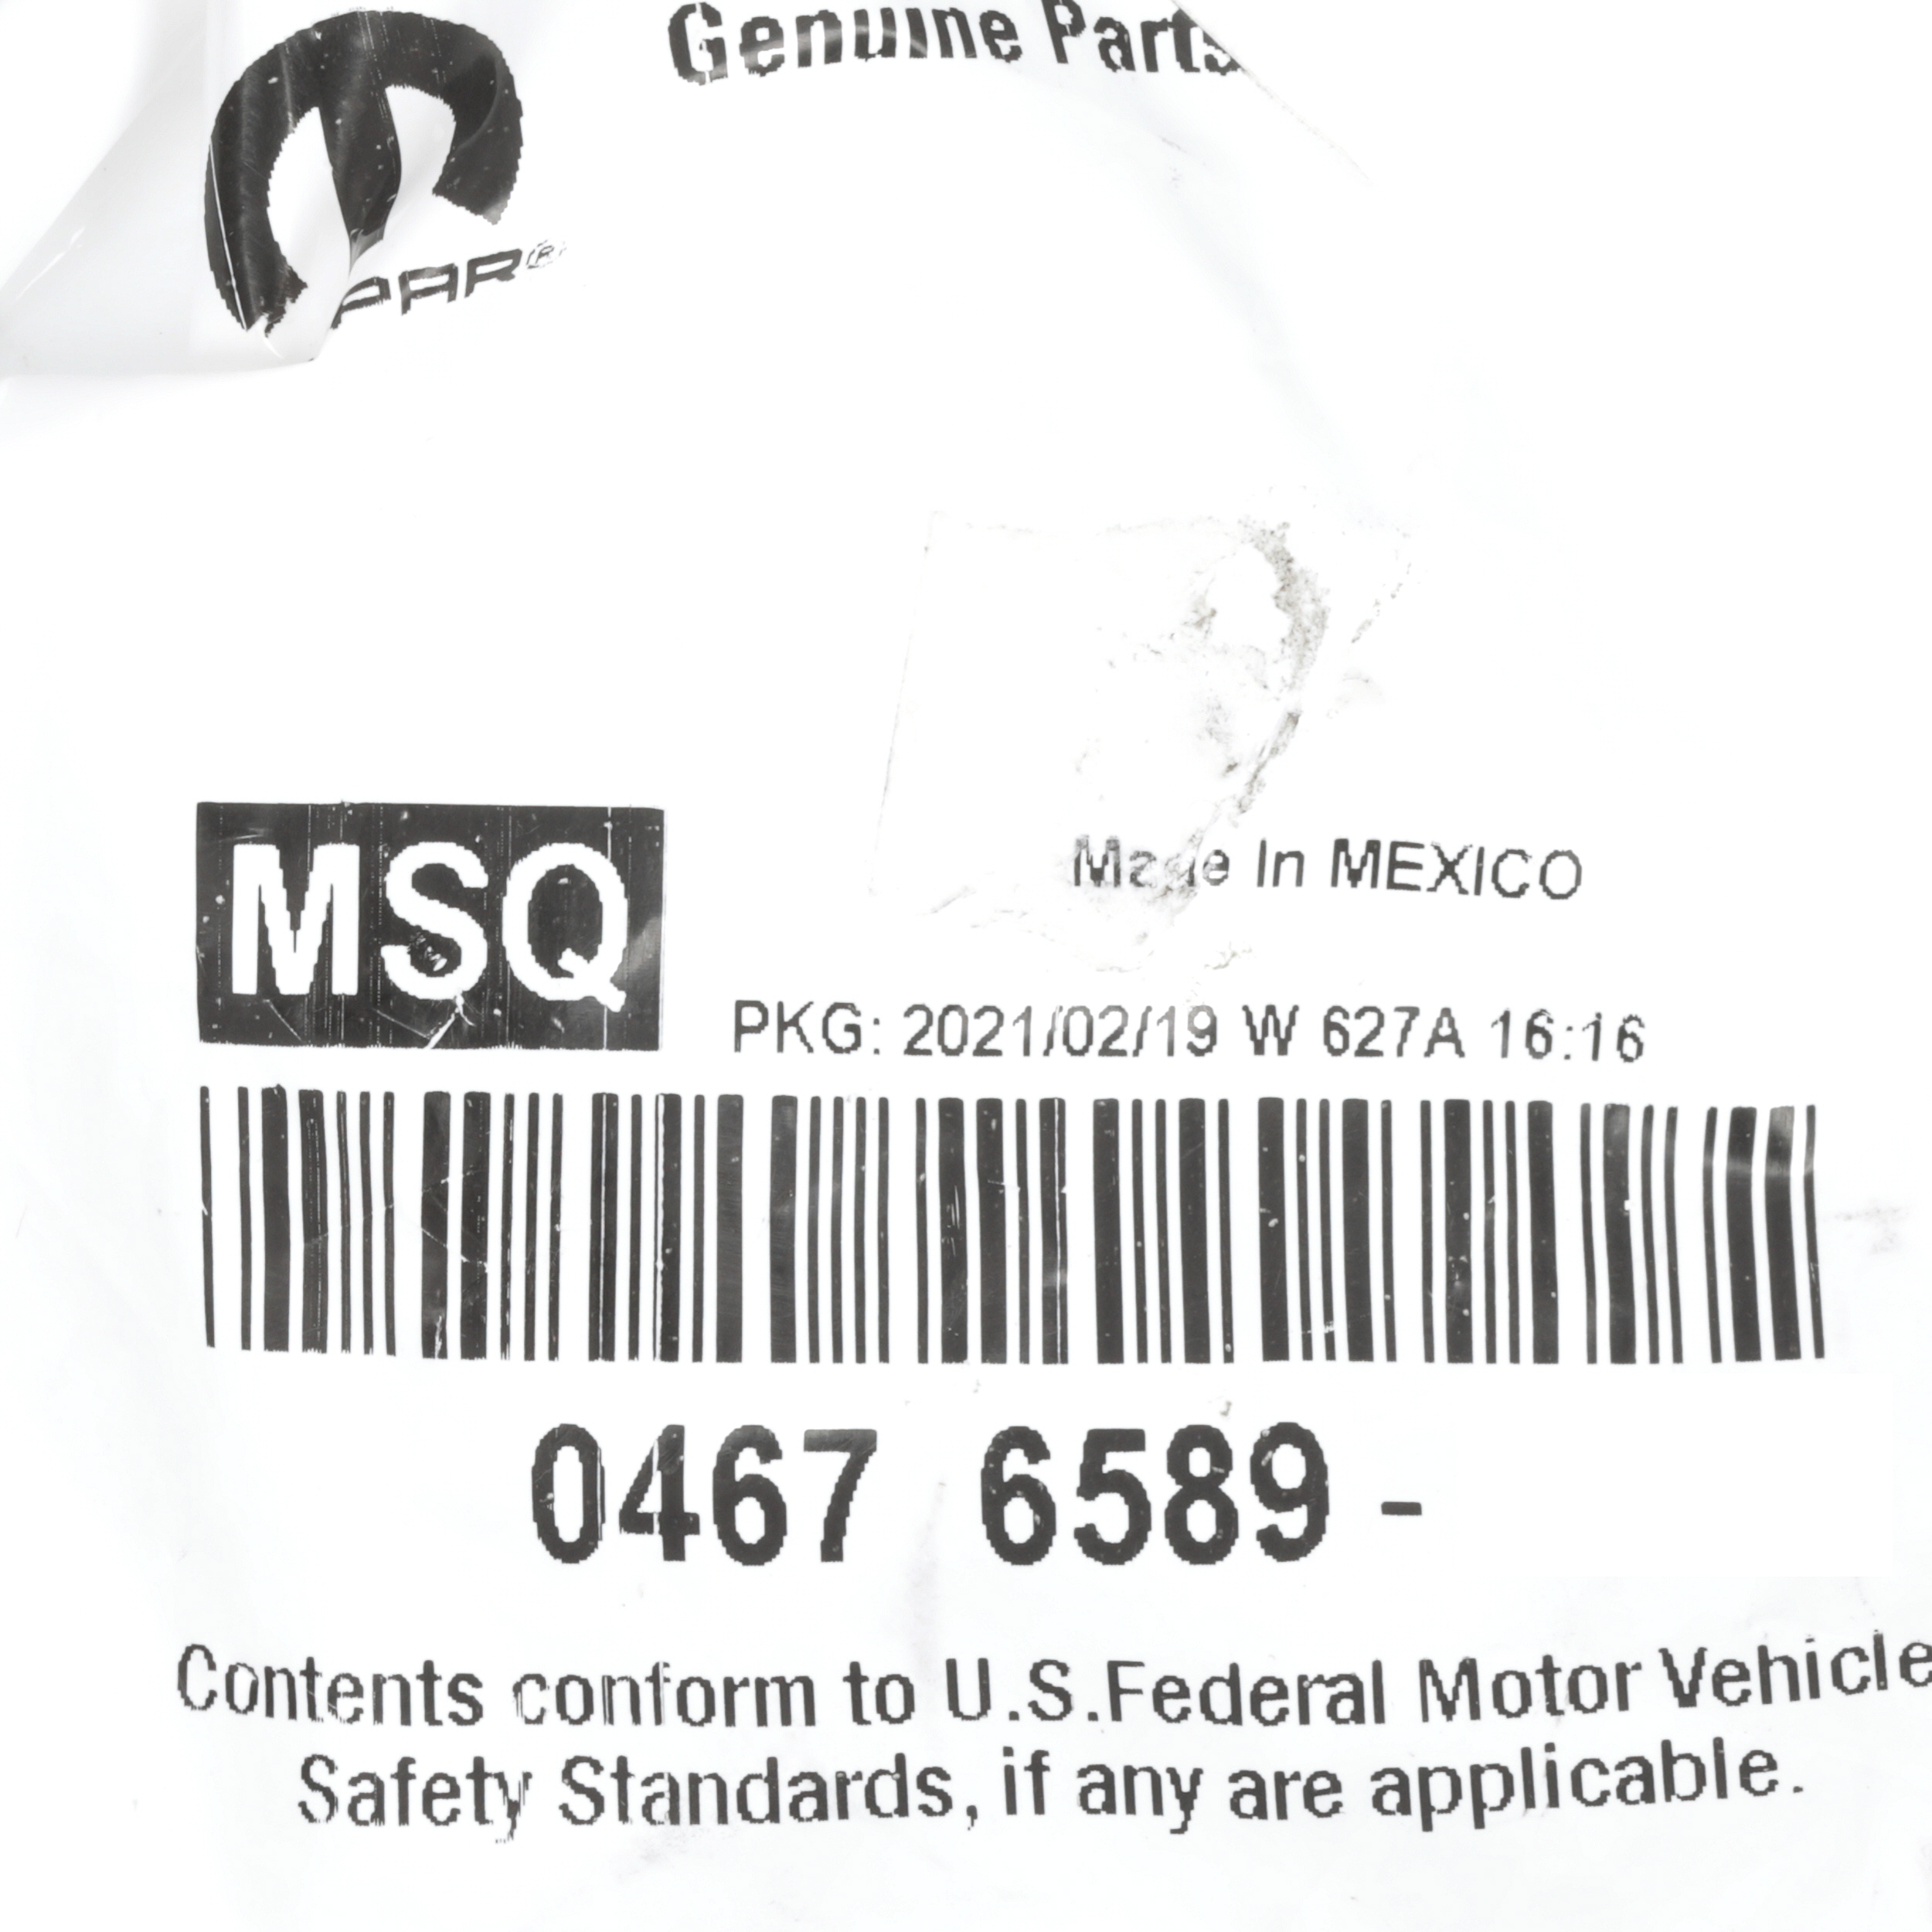 Genuine Parts
PAR®
Made In MEXICO
MSQ
PKG: 2021/02/19 W 627A 16:16
0467 6589 -
Contents conform to U.S.Federal Motor Vehicle
Safety Standards, if any are applicable.